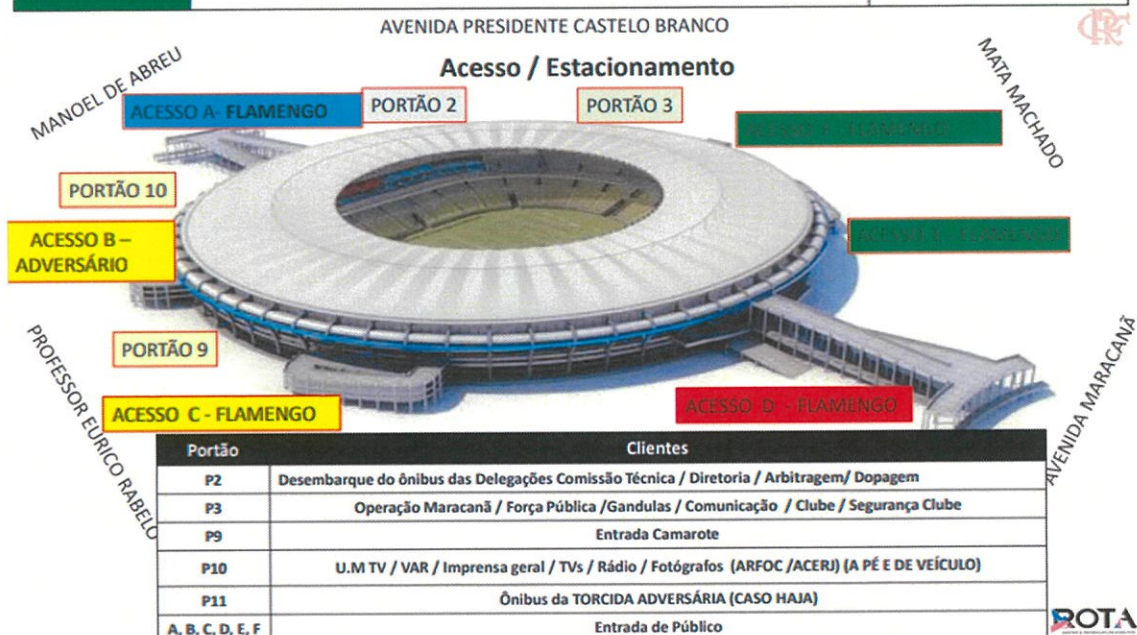 AVENIDA PRESIDENTE CASTELO BRANCO
Acesso / Estacionamento
MANOEL DE ABREU
MATA MACHADO
ACESSO A- FLAMENGO
PORTÃO 2
PORTÃO 3
ACESSO F - FLAMENGO
PORTÃO 10
ACESSO B –
ADVERSÁRIO
ACESSO E - FLAMENGO
PORTÃO 9
PROFESSOR EURICO RABELO
AVENIDA MARACANÃ
ACESSO C - FLAMENGO
ACESSO D - FLAMENGO
Portão Clientes
P2 Desembarque do ônibus das Delegações Comissão Técnica / Diretoria / Arbitragem/ Dopagem
P3 Operação Maracanã / Força Pública /Gandulas / Comunicação / Clube / Segurança Clube
P9 Entrada Camarote
P10 U.M TV / VAR / Imprensa geral / TVs / Rádio / Fotógrafos (ARFOC /ACERJ) (A PÉ E DE VEÍCULO)
P11 Ônibus da TORCIDA ADVERSÁRIA (CASO HAJA)
A, B, C, D, E, F Entrada de Público
ROTA